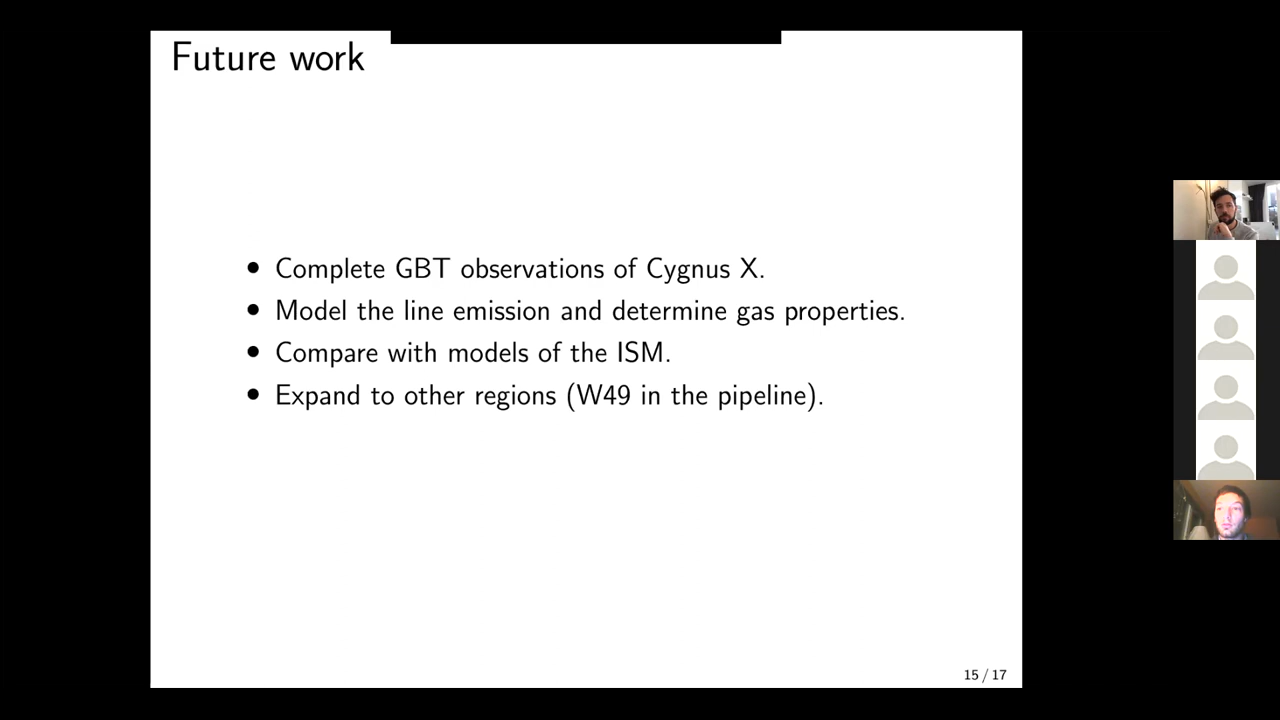 Future work
• Complete GBT observations of Cygnus X.
• Model the line emission and determine gas properties.
• Compare with models of the ISM.
• Expand to other regions (W49 in the pipeline).
15 / 17